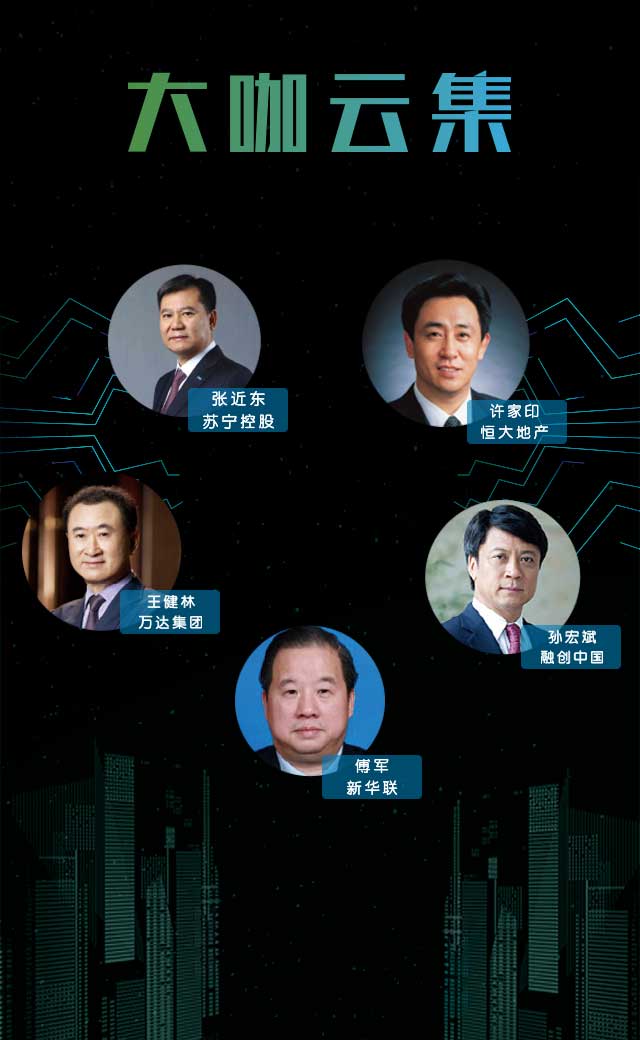 大咖云集
张近东
苏宁控股
许家印
恒大地产
王健林
万达集团
孙宏斌
融创中国
傅军
新华联